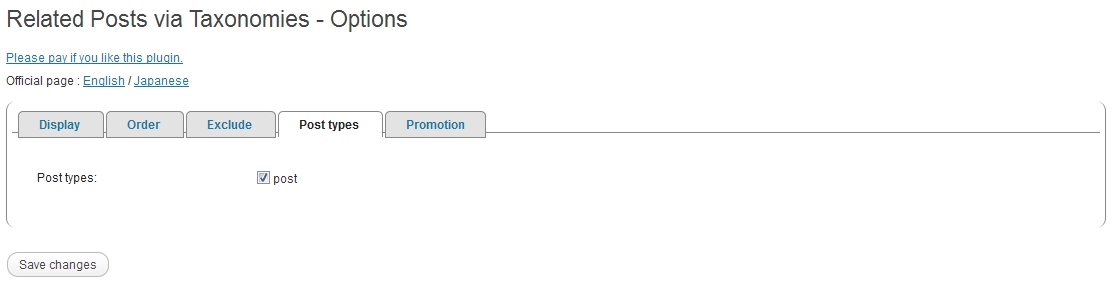 Related Posts via Taxonomies - Options
Please pay if you like this plugin.
Official page : English / Japanese
Display Order Exclude Post types Promotion
Post types: post
Save changes